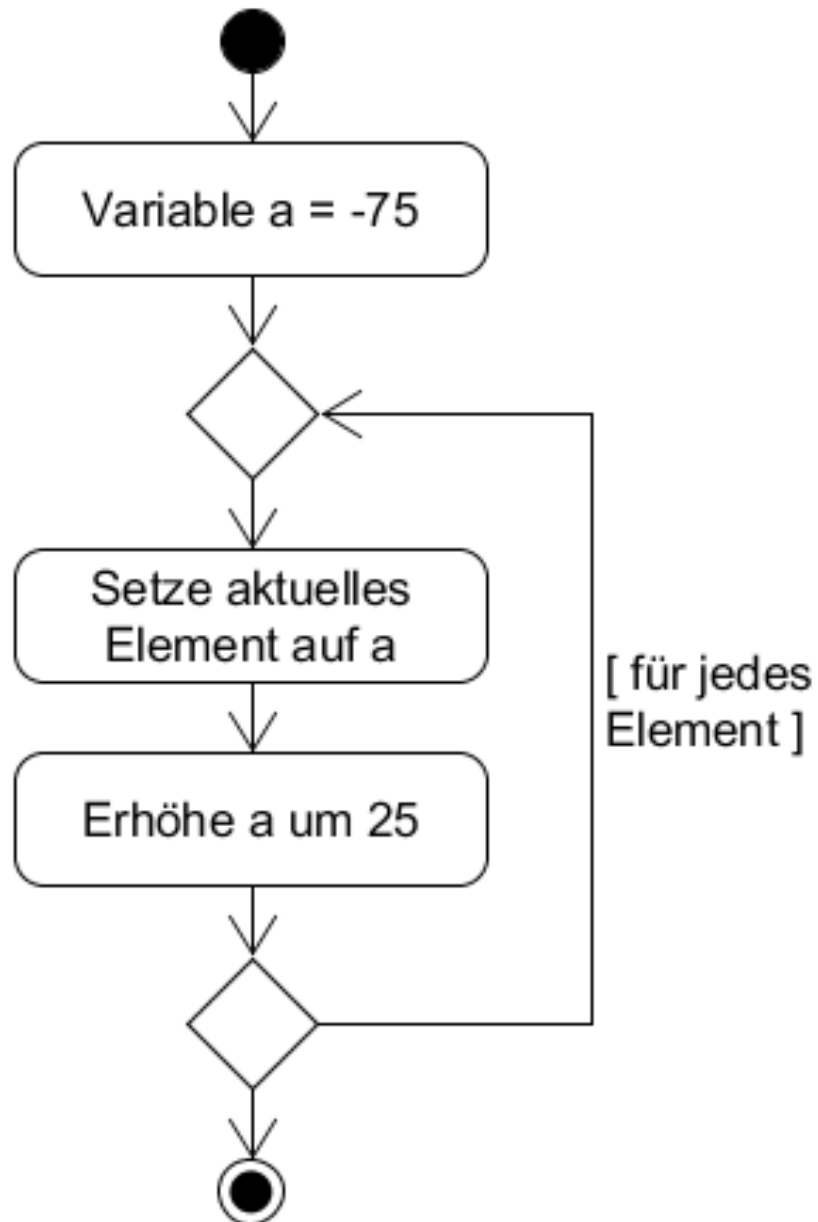 Variable a = -75
Setze aktuelles
Element auf a
[ für jedes
Element ]
Erhöhe a um 25